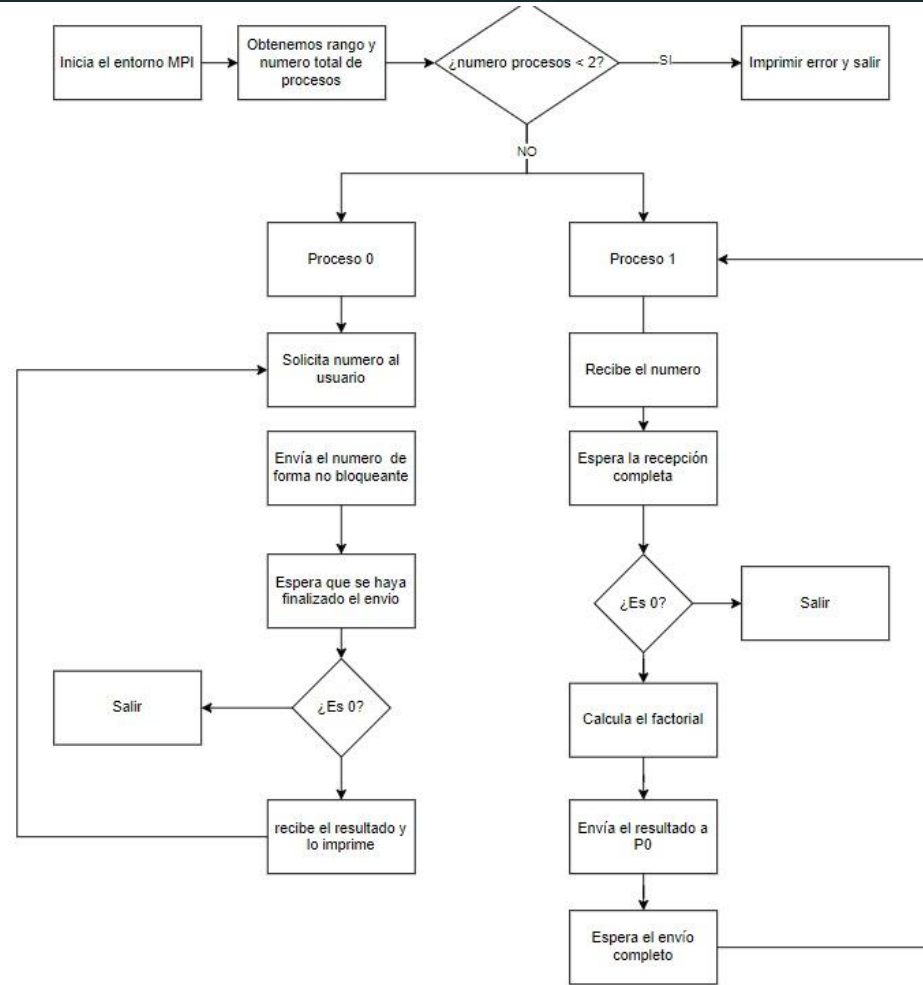 Inicia el entorno MPI
Obtenemos rango y
numero total de
procesos
¿numero procesos < 2?
SI
Imprimir error y salir
NO
Proceso 0
Proceso 1
Solicita numero al
usuario
Recibe el numero
Envía el numero de
forma no bloqueante
Espera la recepción
completa
Espera que se haya
finalizado el envio
¿Es 0?
Salir
Salir
¿Es 0?
Calcula el factorial
recibe el resultado y
lo imprime
Envía el resultado a
P0
Espera el envío
completo